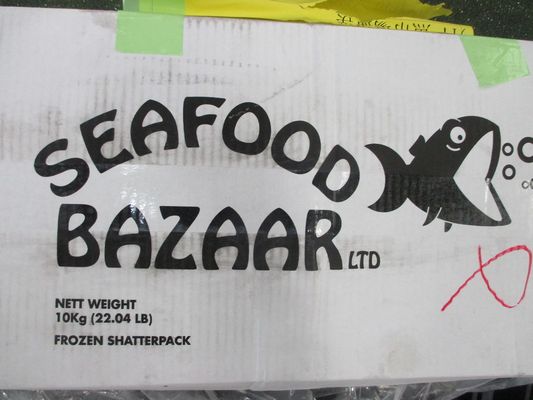 SEAFOOD
BAZAAR LTD
NETT WEIGHT
10Kg (22.04 LB)
FROZEN SHATTERPACK